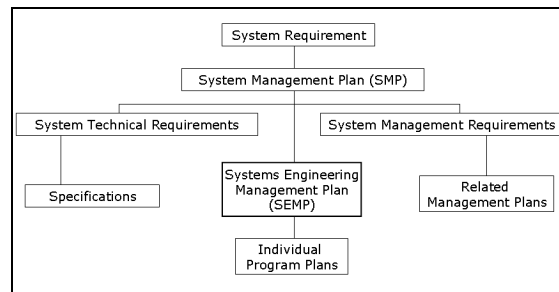 System Requirement
System Management Plan (SMP)
System Technical Requirements
System Management Requirements
Specifications
Systems Engineering
Management Plan
(SEMP)
Related
Management Plans
Individual
Program Plans